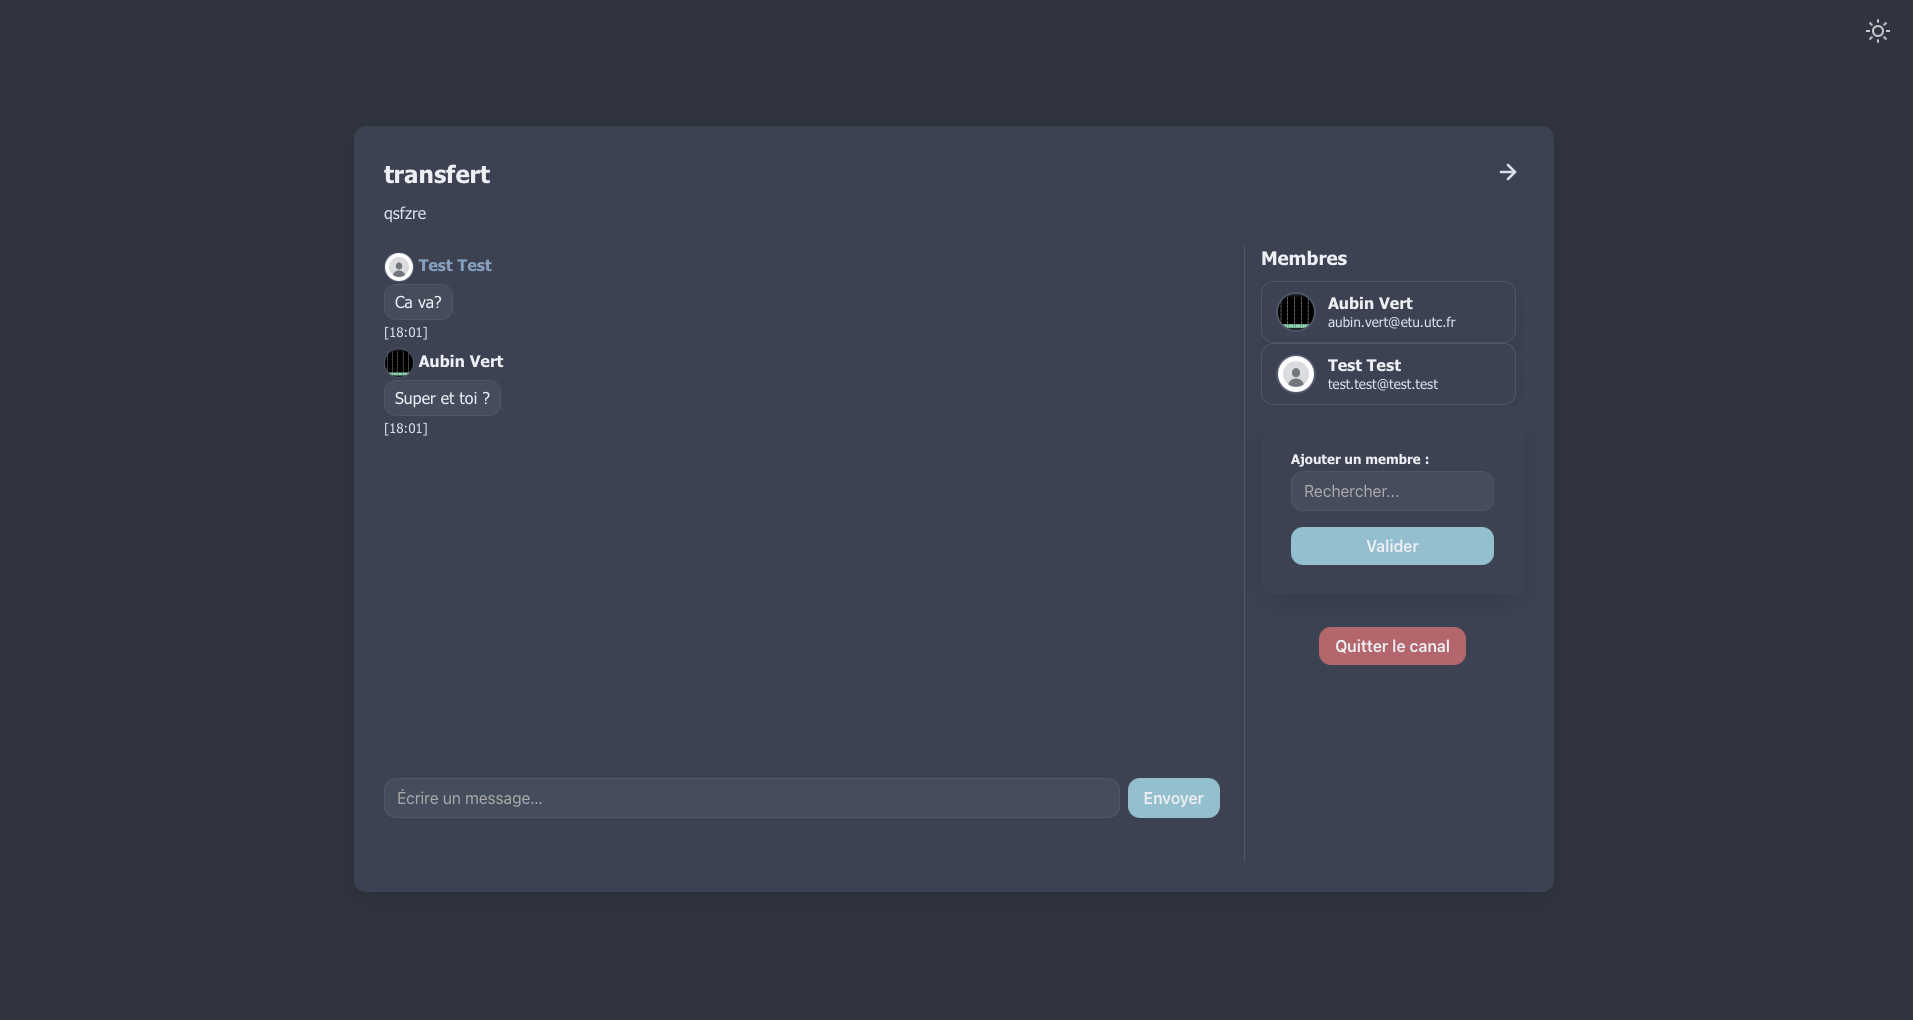 transfert
qsfzre
Test Test
Ca va?
[18:01]
Aubin Vert
Super et toi ?
[18:01]
Écrire un message...
Envoyer
Membres
Aubin Vert
aubin.vert@etu.utc.fr
Test Test
test.test@test.test
Ajouter un membre :
Rechercher...
Valider
Quitter le canal